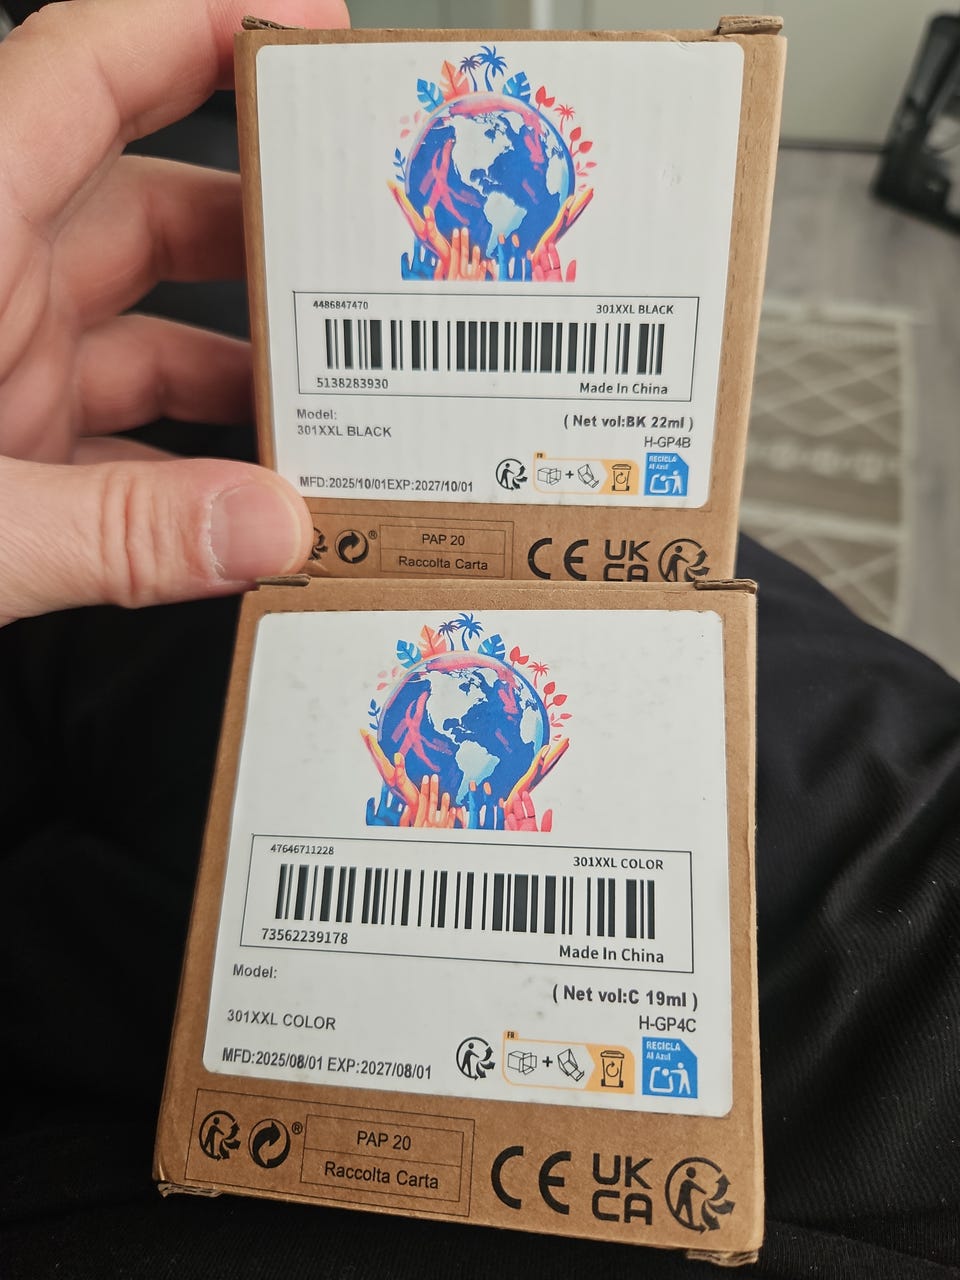 4486847470
301XXL BLACK
5138283930
Made In China
Model:
( Net vol:BK 22ml )
301XXL BLACK
H-GP4B
FR
RECICLA
Al Azul
MFD:2025/10/01EXP:2027/10/01
®
PAP 20
Raccolta Carta
CE
UK
CA
47646711228
301XXL COLOR
73562239178
Made In China
Model:
( Net vol:C 19ml )
301XXL COLOR
H-GP4C
FR
RECICLA
Al Azul
MFD:2025/08/01 EXP:2027/08/01
®
PAP 20
Raccolta Carta
CE
UK
CA